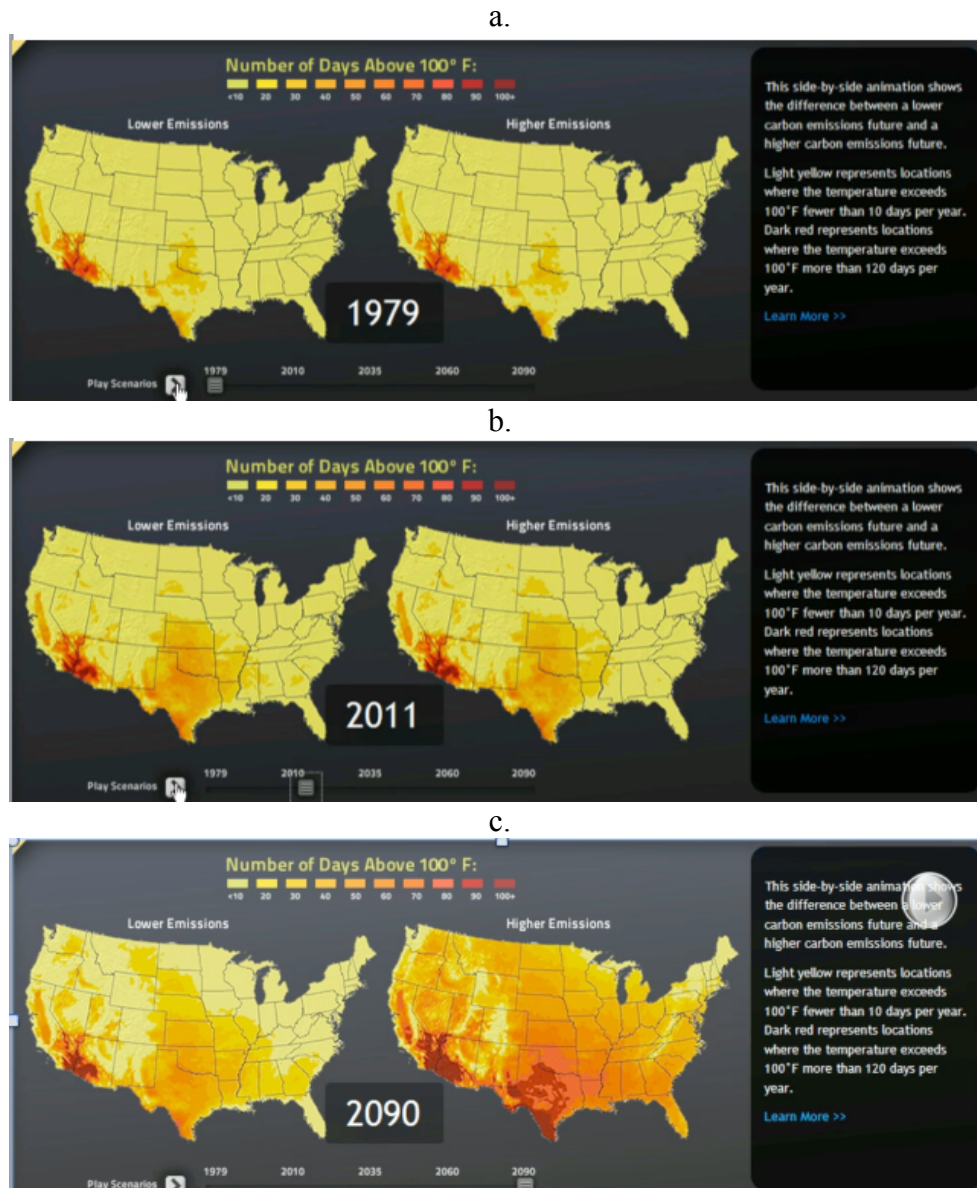 a.
Number of Days Above 100° F:
<10 20 30 40 50 60 70 80 90 100+
Lower Emissions
Higher Emissions
1979
Play Scenarios
1979 2010 2035 2060 2090
This side-by-side animation shows
the difference between a lower
carbon emissions future and a
higher carbon emissions future.
Light yellow represents locations
where the temperature exceeds
100°F fewer than 10 days per year.
Dark red represents locations
where the temperature exceeds
100°F more than 120 days per
year.
Learn More >>
b.
Number of Days Above 100° F:
<10 20 30 40 50 60 70 80 90 100+
Lower Emissions
Higher Emissions
2011
Play Scenarios
1979 2010 2035 2060 2090
This side-by-side animation shows
the difference between a lower
carbon emissions future and a
higher carbon emissions future.
Light yellow represents locations
where the temperature exceeds
100°F fewer than 10 days per year.
Dark red represents locations
where the temperature exceeds
100°F more than 120 days per
year.
Learn More >>
c.
Number of Days Above 100° F:
<10 20 30 40 50 60 70 80 90 100+
Lower Emissions
Higher Emissions
2090
Play Scenarios
1979 2010 2035 2060 2090
This side-by-side animation shows
the difference between a lower
carbon emissions future and a
higher carbon emissions future.
Light yellow represents locations
where the temperature exceeds
100°F fewer than 10 days per year.
Dark red represents locations
where the temperature exceeds
100°F more than 120 days per
year.
Learn More >>